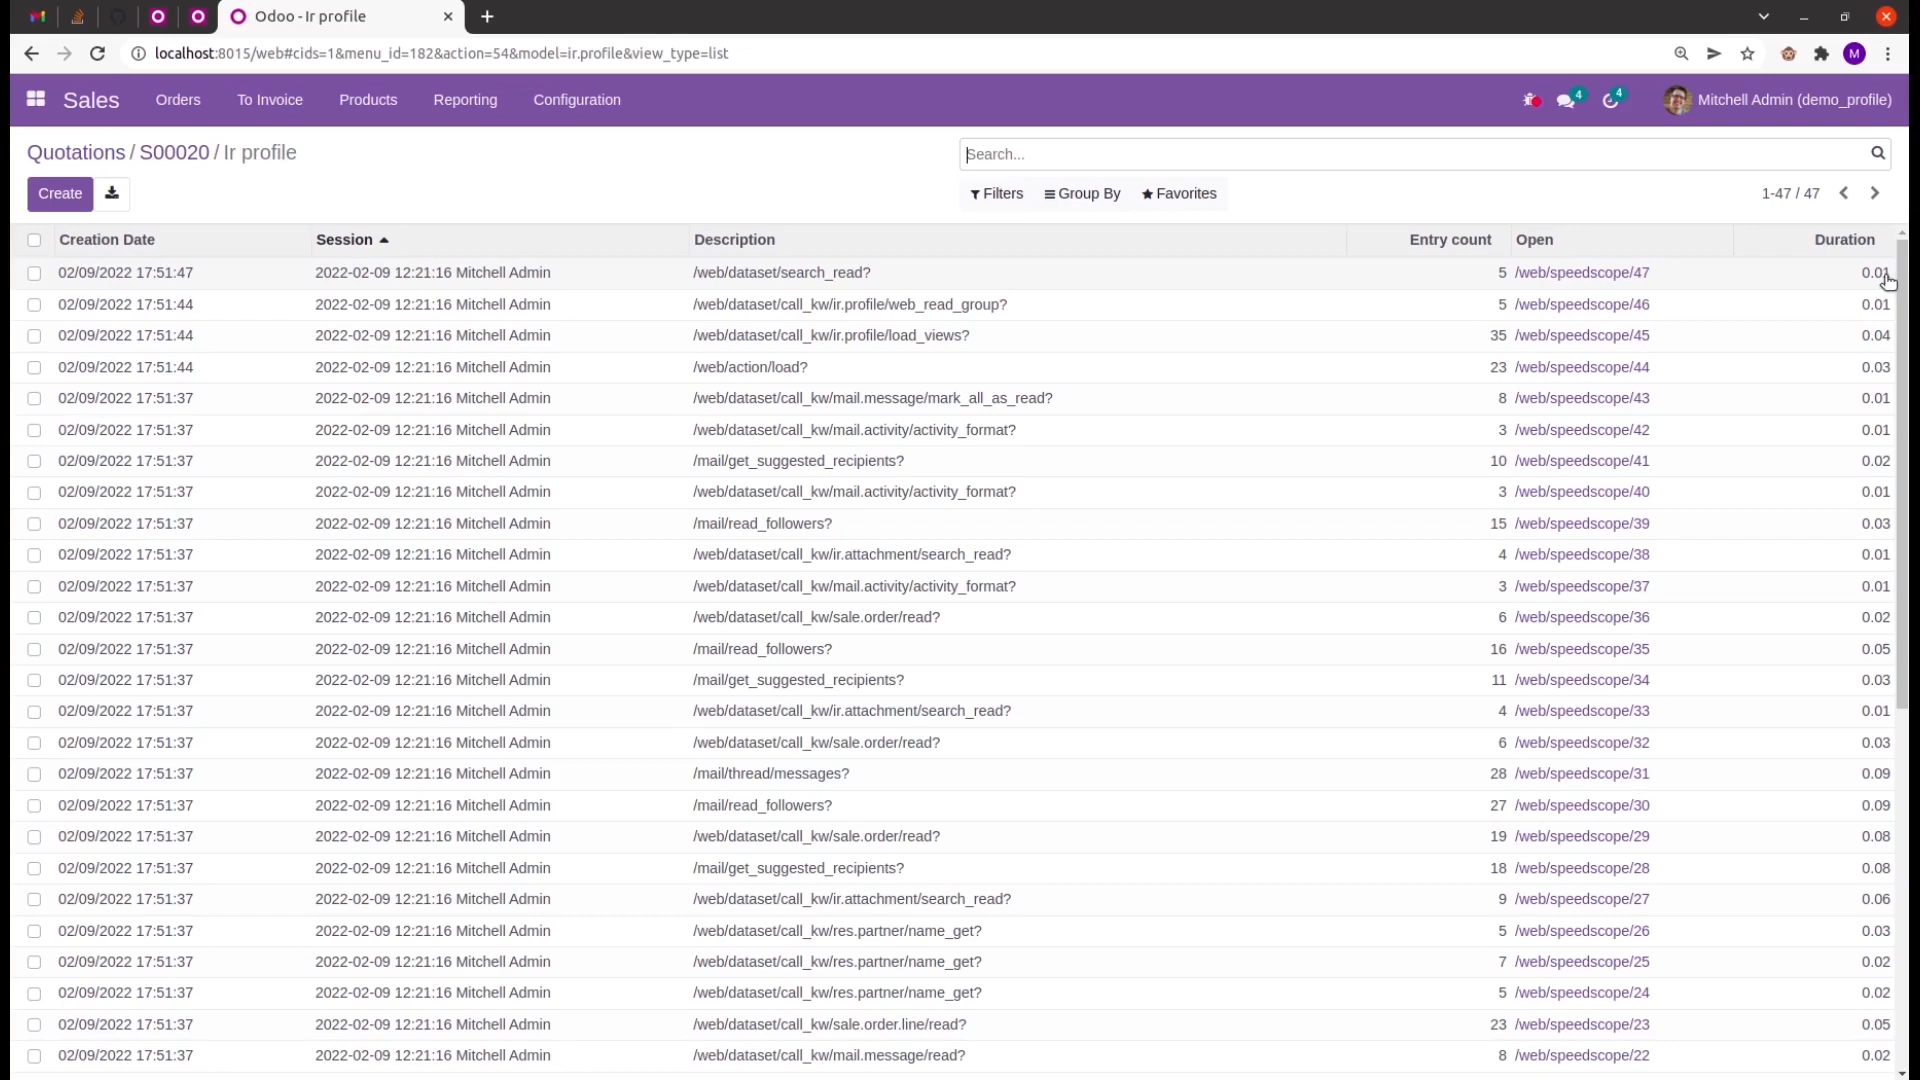 Odoo - Ir profile
localhost:8015/web#cids=1&menu_id=182&action=54&model=ir.profile&view_type=list
M
Sales Orders To Invoice Products Reporting Configuration 4 4 Mitchell Admin (demo_profile)
Quotations / S00020 / Ir profile
Search...
Create
Filters Group By Favorites 1-47 / 47
Creation Date Session Description Entry count Open Duration
02/09/2022 17:51:47 2022-02-09 12:21:16 Mitchell Admin /web/dataset/search_read? 5 /web/speedscope/47 0.01
02/09/2022 17:51:44 2022-02-09 12:21:16 Mitchell Admin /web/dataset/call_kw/ir.profile/web_read_group? 5 /web/speedscope/46 0.01
02/09/2022 17:51:44 2022-02-09 12:21:16 Mitchell Admin /web/dataset/call_kw/ir.profile/load_views? 35 /web/speedscope/45 0.04
02/09/2022 17:51:44 2022-02-09 12:21:16 Mitchell Admin /web/action/load? 23 /web/speedscope/44 0.03
02/09/2022 17:51:37 2022-02-09 12:21:16 Mitchell Admin /web/dataset/call_kw/mail.message/mark_all_as_read? 8 /web/speedscope/43 0.01
02/09/2022 17:51:37 2022-02-09 12:21:16 Mitchell Admin /web/dataset/call_kw/mail.activity/activity_format? 3 /web/speedscope/42 0.01
02/09/2022 17:51:37 2022-02-09 12:21:16 Mitchell Admin /mail/get_suggested_recipients? 10 /web/speedscope/41 0.02
02/09/2022 17:51:37 2022-02-09 12:21:16 Mitchell Admin /web/dataset/call_kw/mail.activity/activity_format? 3 /web/speedscope/40 0.01
02/09/2022 17:51:37 2022-02-09 12:21:16 Mitchell Admin /mail/read_followers? 15 /web/speedscope/39 0.03
02/09/2022 17:51:37 2022-02-09 12:21:16 Mitchell Admin /web/dataset/call_kw/ir.attachment/search_read? 4 /web/speedscope/38 0.01
02/09/2022 17:51:37 2022-02-09 12:21:16 Mitchell Admin /web/dataset/call_kw/mail.activity/activity_format? 3 /web/speedscope/37 0.01
02/09/2022 17:51:37 2022-02-09 12:21:16 Mitchell Admin /web/dataset/call_kw/sale.order/read? 6 /web/speedscope/36 0.02
02/09/2022 17:51:37 2022-02-09 12:21:16 Mitchell Admin /mail/read_followers? 16 /web/speedscope/35 0.05
02/09/2022 17:51:37 2022-02-09 12:21:16 Mitchell Admin /mail/get_suggested_recipients? 11 /web/speedscope/34 0.03
02/09/2022 17:51:37 2022-02-09 12:21:16 Mitchell Admin /web/dataset/call_kw/ir.attachment/search_read? 4 /web/speedscope/33 0.01
02/09/2022 17:51:37 2022-02-09 12:21:16 Mitchell Admin /web/dataset/call_kw/sale.order/read? 6 /web/speedscope/32 0.03
02/09/2022 17:51:37 2022-02-09 12:21:16 Mitchell Admin /mail/thread/messages? 28 /web/speedscope/31 0.09
02/09/2022 17:51:37 2022-02-09 12:21:16 Mitchell Admin /mail/read_followers? 27 /web/speedscope/30 0.09
02/09/2022 17:51:37 2022-02-09 12:21:16 Mitchell Admin /web/dataset/call_kw/sale.order/read? 19 /web/speedscope/29 0.08
02/09/2022 17:51:37 2022-02-09 12:21:16 Mitchell Admin /mail/get_suggested_recipients? 18 /web/speedscope/28 0.08
02/09/2022 17:51:37 2022-02-09 12:21:16 Mitchell Admin /web/dataset/call_kw/ir.attachment/search_read? 9 /web/speedscope/27 0.06
02/09/2022 17:51:37 2022-02-09 12:21:16 Mitchell Admin /web/dataset/call_kw/res.partner/name_get? 5 /web/speedscope/26 0.03
02/09/2022 17:51:37 2022-02-09 12:21:16 Mitchell Admin /web/dataset/call_kw/res.partner/name_get? 7 /web/speedscope/25 0.02
02/09/2022 17:51:37 2022-02-09 12:21:16 Mitchell Admin /web/dataset/call_kw/res.partner/name_get? 5 /web/speedscope/24 0.02
02/09/2022 17:51:37 2022-02-09 12:21:16 Mitchell Admin /web/dataset/call_kw/sale.order.line/read? 23 /web/speedscope/23 0.05
02/09/2022 17:51:37 2022-02-09 12:21:16 Mitchell Admin /web/dataset/call_kw/mail.message/read? 8 /web/speedscope/22 0.02